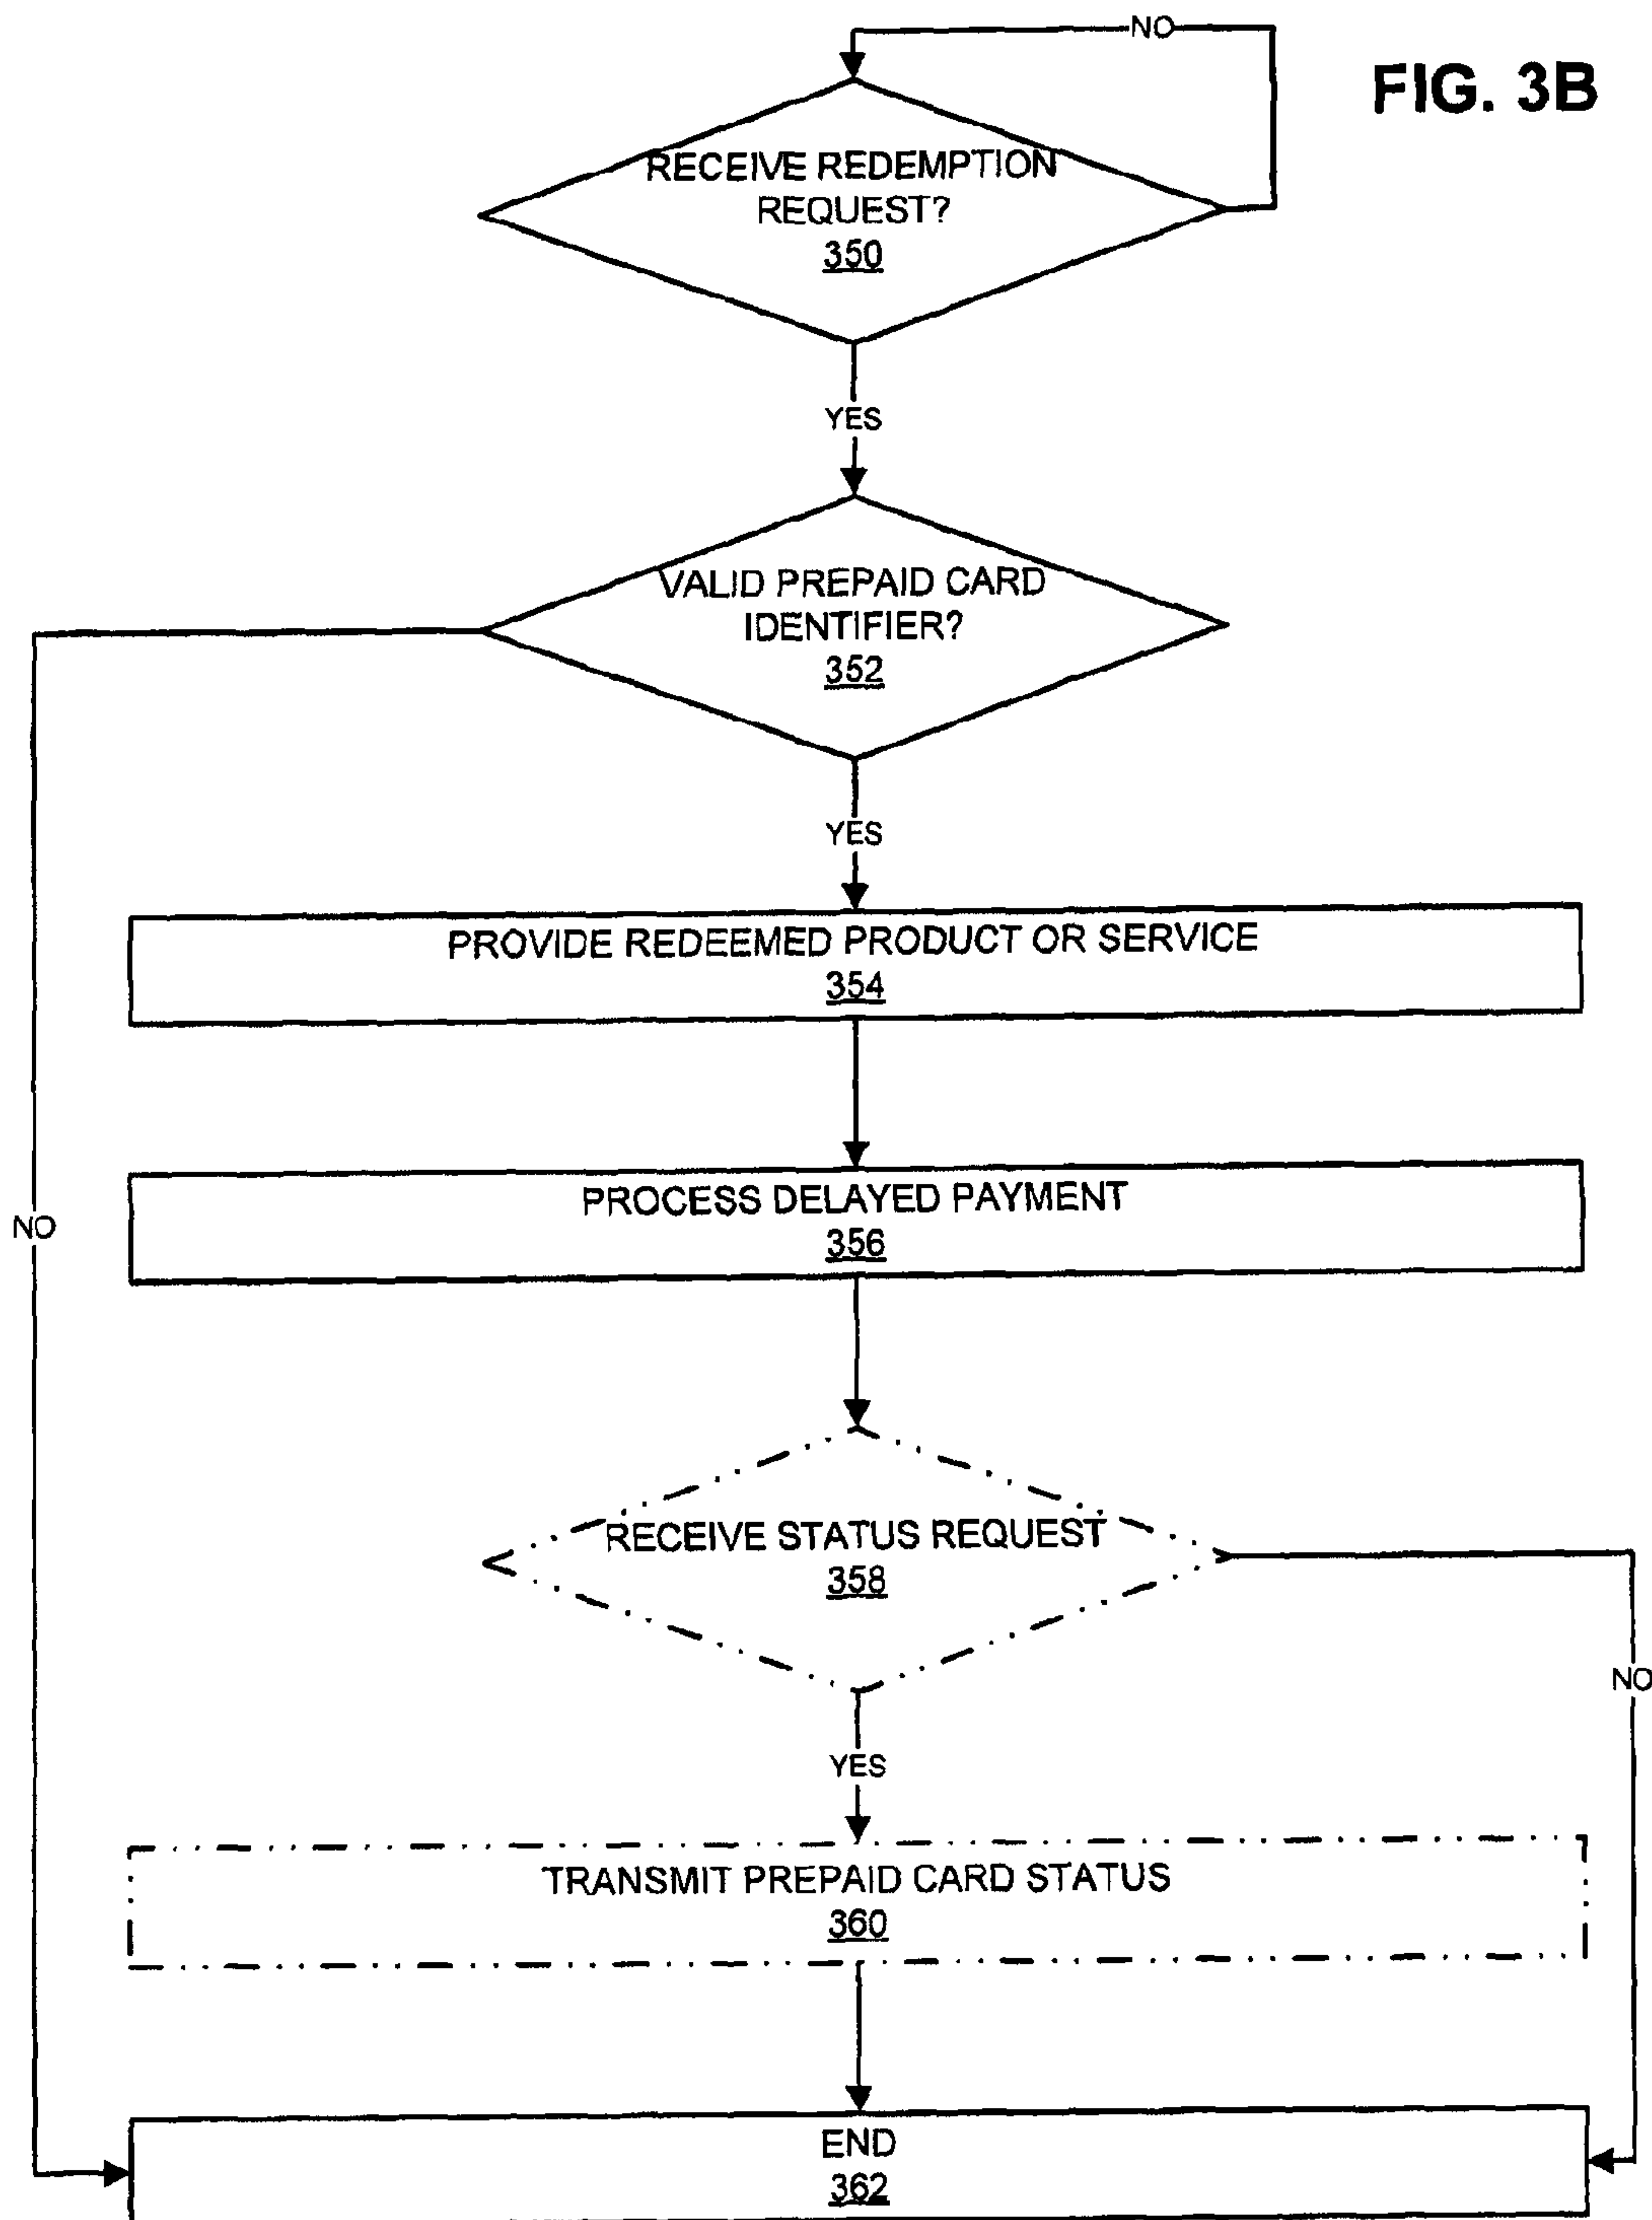 NO
FIG. 3B
RECEIVE REDEMPTION
REQUEST?
350
YES
VALID PREPAID CARD
IDENTIFIER?
352
YES
PROVIDE REDEEMED PRODUCT OR SERVICE
354
PROCESS DELAYED PAYMENT
356
NO
RECEIVE STATUS REQUEST
358
NO
YES
TRANSMIT PREPAID CARD STATUS
360
END
362